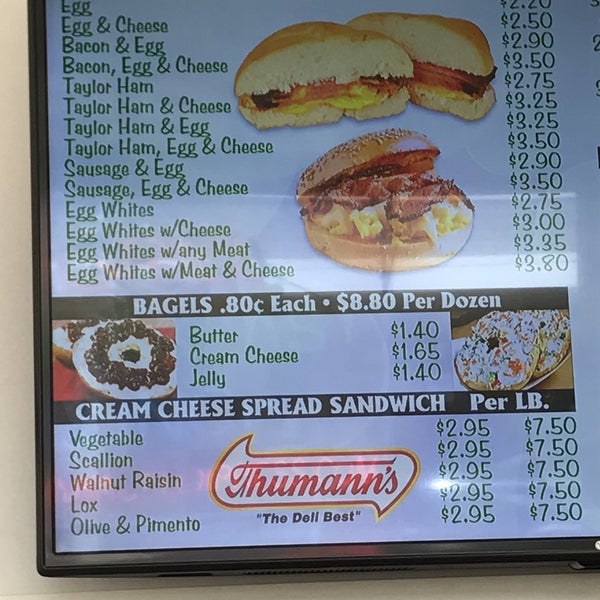 Egg $2.20
Egg & Cheese $2.50
Bacon & Egg $2.90
Bacon, Egg & Cheese $3.50
Taylor Ham $2.75
Taylor Ham & Cheese $3.25
Taylor Ham & Egg $3.25
Taylor Ham, Egg & Cheese $3.50
Sausage & Egg $2.90
Sausage, Egg & Cheese $3.50
Egg Whites $2.75
Egg Whites w/Cheese $3.00
Egg Whites w/any Meat $3.35
Egg Whites w/Meat & Cheese $3.80
BAGELS .80¢ Each • $8.80 Per Dozen
Butter $1.40
Cream Cheese $1.65
Jelly $1.40
CREAM CHEESE SPREAD SANDWICH Per LB.
Vegetable $2.95 $7.50
Scallion $2.95 $7.50
Walnut Raisin $2.95 $7.50
Lox $2.95 $7.50
Olive & Pimento $2.95 $7.50
Thumann's
"The Deli Best"